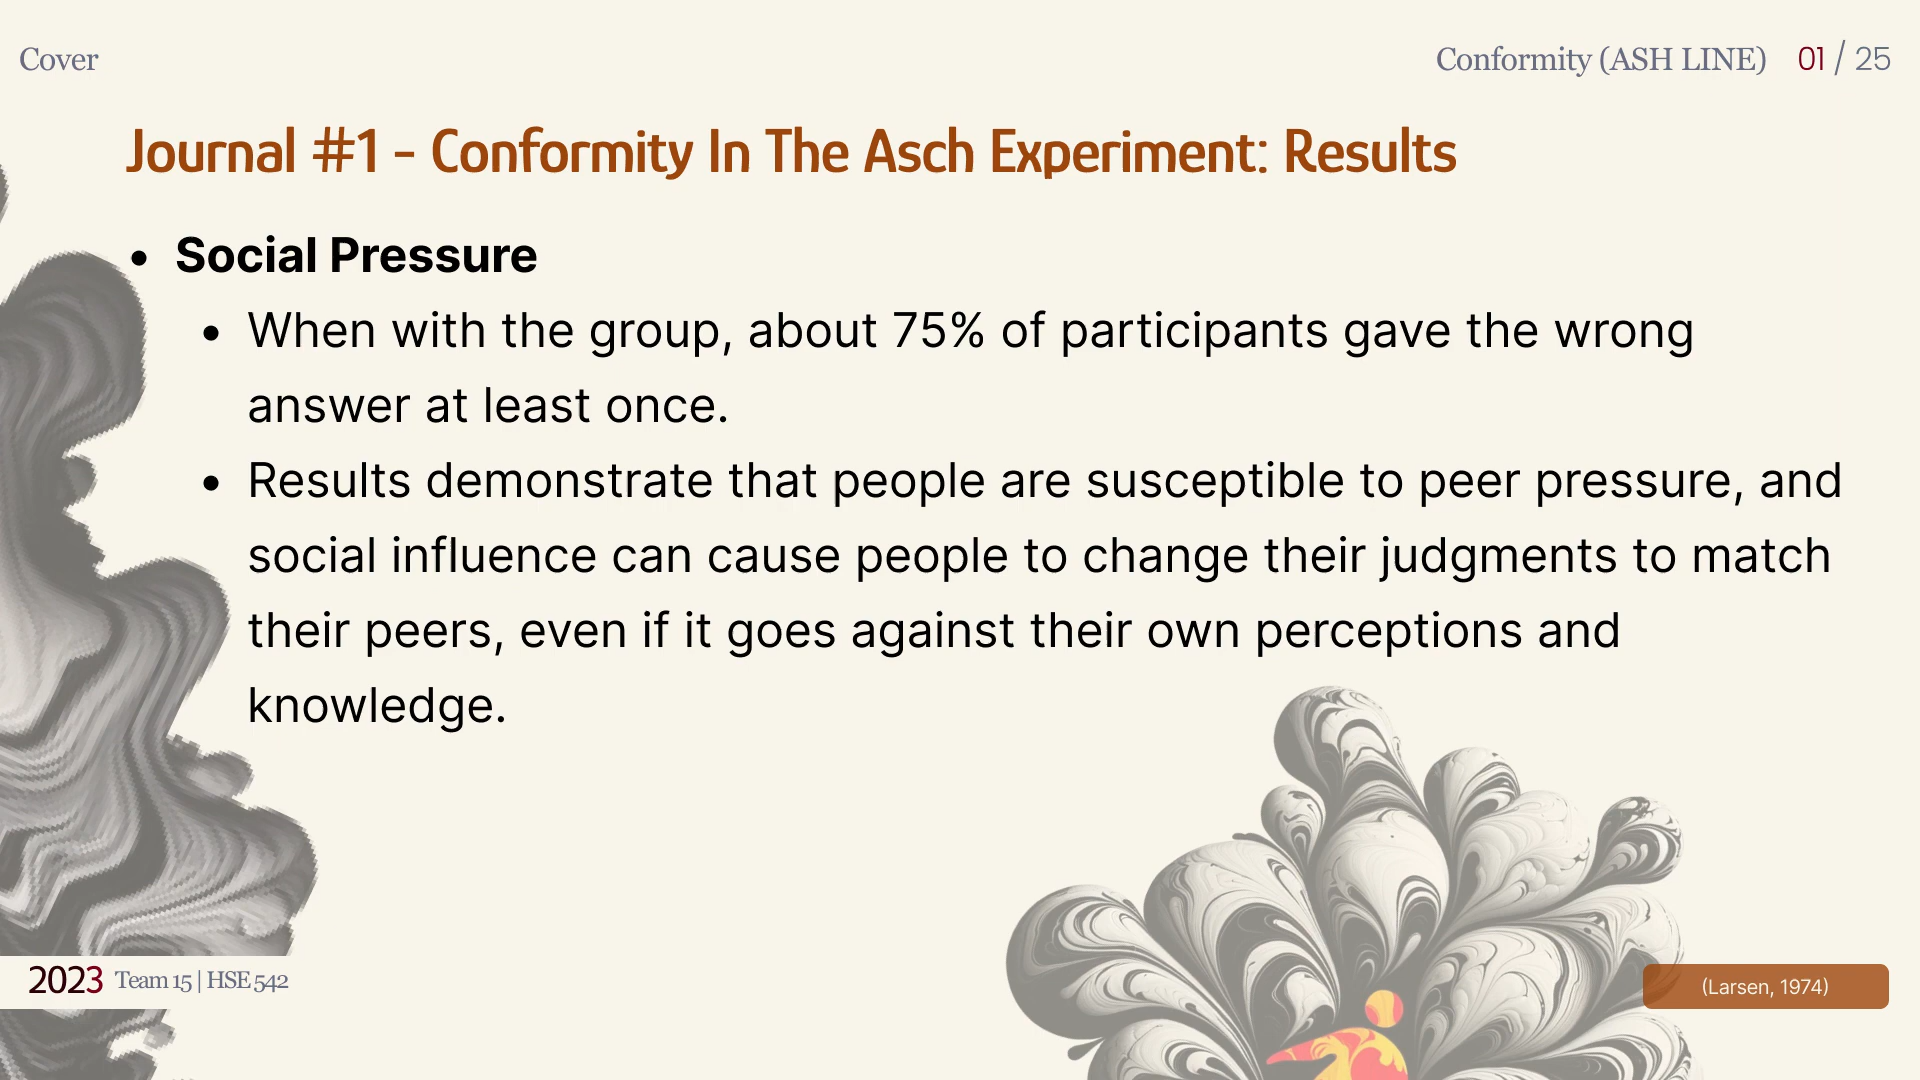 Cover
Conformity (ASH LINE) 01 / 25
Journal #1 - Conformity In The Asch Experiment: Results
• Social Pressure
• When with the group, about 75% of participants gave the wrong
answer at least once.
• Results demonstrate that people are susceptible to peer pressure, and
social influence can cause people to change their judgments to match
their peers, even if it goes against their own perceptions and
knowledge.
2023 Team 15 | HSE 542
(Larsen, 1974)